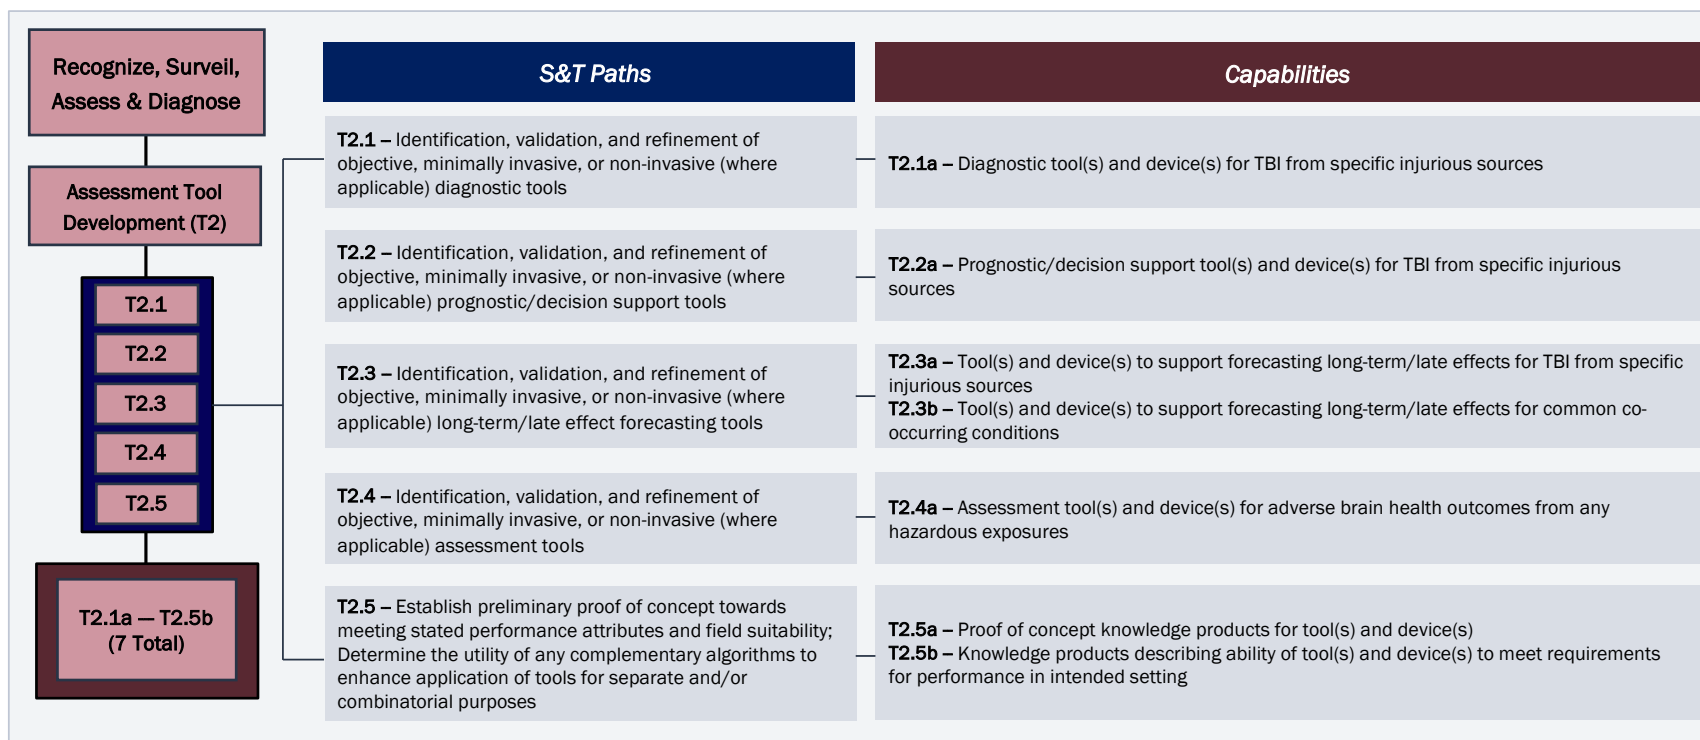 Recognize, Surveil,
Assess & Diagnose
Assessment Tool
Development (T2)
T2.1
T2.2
T2.3
T2.4
T2.5
T2.1a — T2.5b
(7 Total)
S&T Paths
Capabilities
T2.1 – Identification, validation, and refinement of
objective, minimally invasive, or non-invasive (where
applicable) diagnostic tools
T2.1a – Diagnostic tool(s) and device(s) for TBI from specific injurious sources
T2.2 – Identification, validation, and refinement of
objective, minimally invasive, or non-invasive (where
applicable) prognostic/decision support tools
T2.2a – Prognostic/decision support tool(s) and device(s) for TBI from specific injurious
sources
T2.3 – Identification, validation, and refinement of
objective, minimally invasive, or non-invasive (where
applicable) long-term/late effect forecasting tools
T2.3a – Tool(s) and device(s) to support forecasting long-term/late effects for TBI from specific
injurious sources
T2.3b – Tool(s) and device(s) to support forecasting long-term/late effects for common co-
occurring conditions
T2.4 – Identification, validation, and refinement of
objective, minimally invasive, or non-invasive (where
applicable) assessment tools
T2.4a – Assessment tool(s) and device(s) for adverse brain health outcomes from any
hazardous exposures
T2.5 – Establish preliminary proof of concept towards
meeting stated performance attributes and field suitability;
Determine the utility of any complementary algorithms to
enhance application of tools for separate and/or
combinatorial purposes
T2.5a – Proof of concept knowledge products for tool(s) and device(s)
T2.5b – Knowledge products describing ability of tool(s) and device(s) to meet requirements
for performance in intended setting